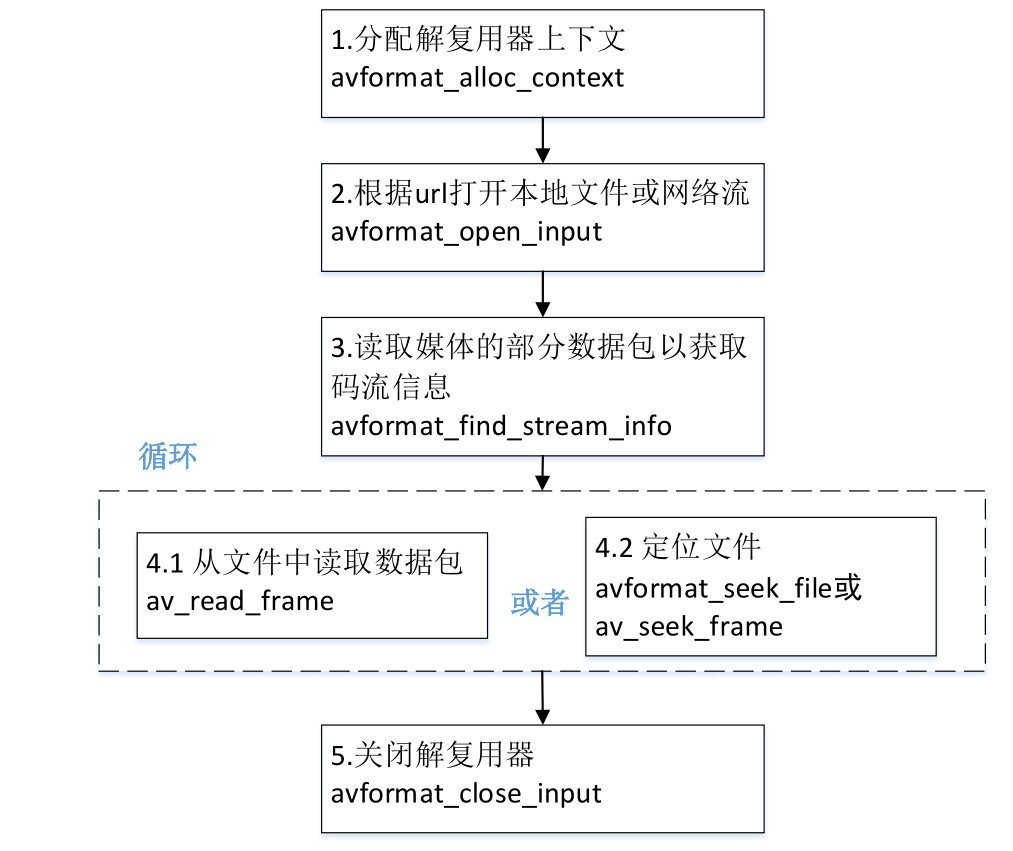 1.分配解复用器上下文
avformat_alloc_context
2.根据url打开本地文件或网络流
avformat_open_input
3.读取媒体的部分数据包以获取
码流信息
avformat_find_stream_info
循环
4.1 从文件中读取数据包
av_read_frame
或者
4.2 定位文件
avformat_seek_file或
av_seek_frame
5.关闭解复用器
avformat_close_input